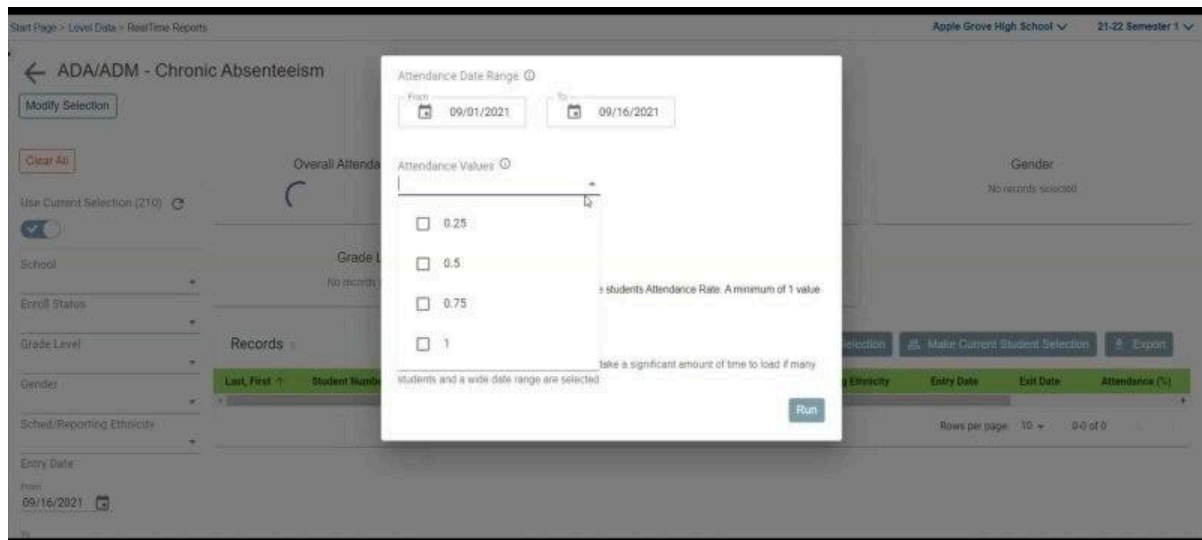 Start Page > Level Data > RealTime Reports
Apple Grove High School
21-22 Semester 1
ADA/ADM - Chronic Absenteeism
Modify Selection
Clear All
Use Current Selection (210)
School
Enroll Status
Grade Level
Gender
Sched/Reporting Ethnicity
Entry Date
From
09/16/2021
To
Overall Attenda
Grade L
No records
Gender
No records selected
Attendance Date Range
From
09/01/2021
To
09/16/2021
Attendance Values
0.25
0.5
0.75
1
students Attendance Rate. A minimum of 1 value
take a significant amount of time to load if many
students and a wide date range are selected
Run
Records
Selection
Make Current Student Selection
Export
Last, First
Student Numbe
g Ethnicity
Entry Date
Exit Date
Attendance (%)
Rows per page: 10
0-0 of 0